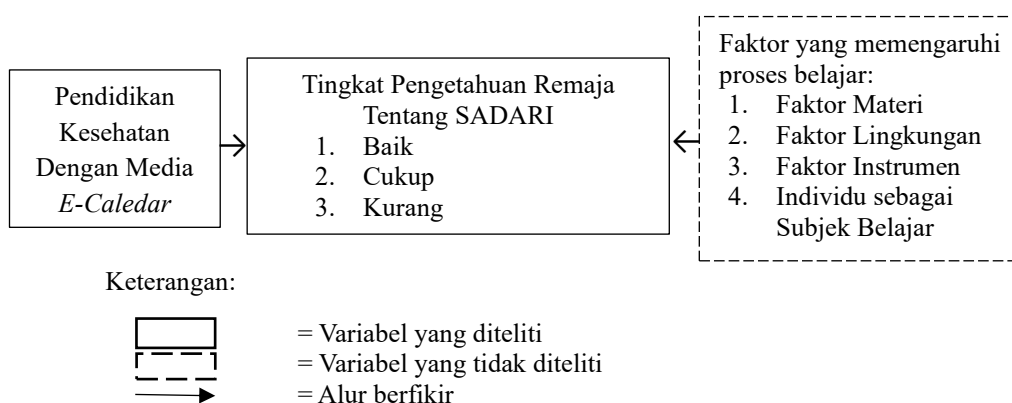 Pendidikan
Kesehatan
Dengan Media
E-Caledar
Tingkat Pengetahuan Remaja
Tentang SADARI
1. Baik
2. Cukup
3. Kurang
Faktor yang memengaruhi
proses belajar:
1. Faktor Materi
2. Faktor Lingkungan
3. Faktor Instrumen
4. Individu sebagai
Subjek Belajar
Keterangan:
= Variabel yang diteliti
= Variabel yang tidak diteliti
= Alur berfikir